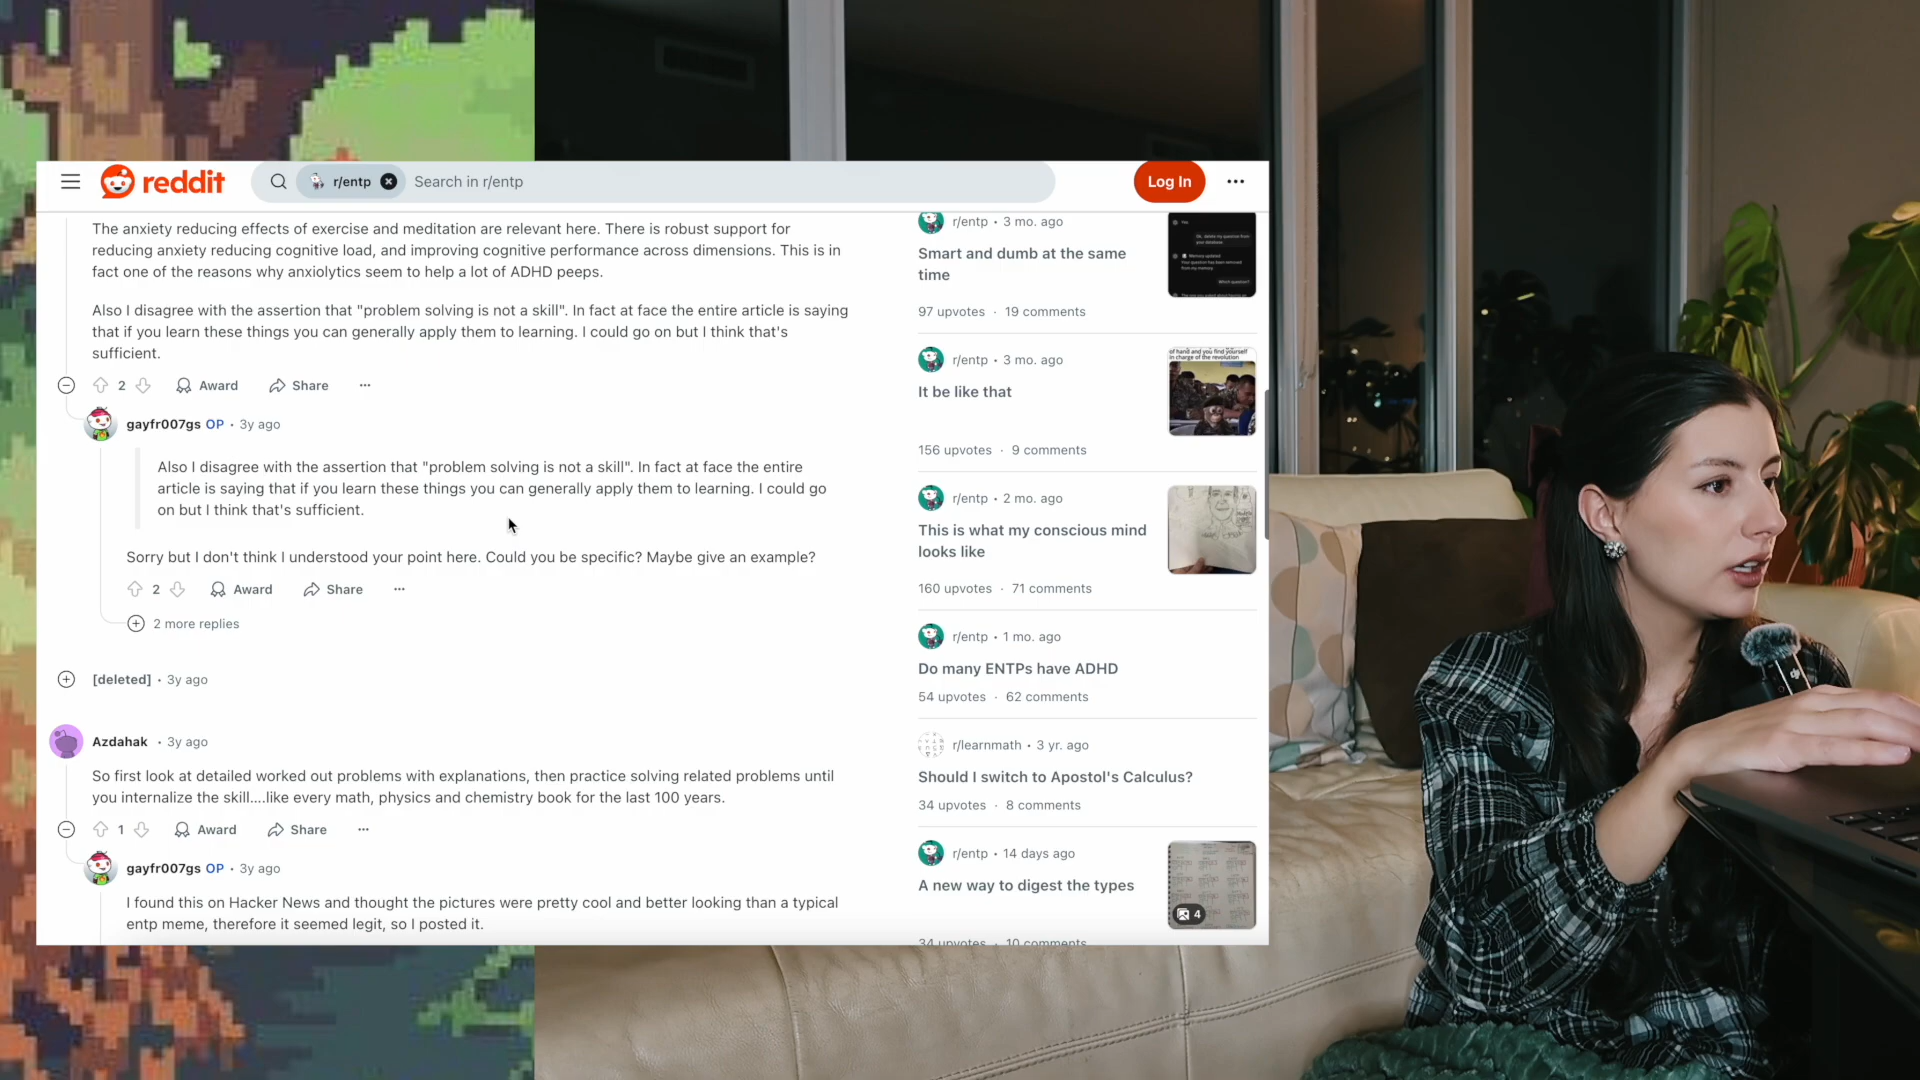 reddit
r/entp
Search in r/entp
Log In
The anxiety reducing effects of exercise and meditation are relevant here. There is robust support for
reducing anxiety reducing cognitive load, and improving cognitive performance across dimensions. This is in
fact one of the reasons why anxiolytics seem to help a lot of ADHD peeps.
Also I disagree with the assertion that "problem solving is not a skill". In fact at face the entire article is saying
that if you learn these things you can generally apply them to learning. I could go on but I think that's
sufficient.
2
Award
Share
gayfr007gs OP • 3y ago
Also I disagree with the assertion that "problem solving is not a skill". In fact at face the entire
article is saying that if you learn these things you can generally apply them to learning. I could go
on but I think that's sufficient.
Sorry but I don't think I understood your point here. Could you be specific? Maybe give an example?
2
Award
Share
2 more replies
[deleted] • 3y ago
Azdahak • 3y ago
So first look at detailed worked out problems with explanations, then practice solving related problems until
you internalize the skill....like every math, physics and chemistry book for the last 100 years.
1
Award
Share
gayfr007gs OP • 3y ago
I found this on Hacker News and thought the pictures were pretty cool and better looking than a typical
entp meme, therefore it seemed legit, so I posted it.
r/entp • 3 mo. ago
Smart and dumb at the same
time
97 upvotes · 19 comments
r/entp • 3 mo. ago
It be like that
of hand and you find yourself
in charge of the revolution
156 upvotes · 9 comments
r/entp • 2 mo. ago
This is what my conscious mind
looks like
160 upvotes · 71 comments
r/entp • 1 mo. ago
Do many ENTPs have ADHD
54 upvotes · 62 comments
r/learnmath • 3 yr. ago
Should I switch to Apostol's Calculus?
34 upvotes · 8 comments
r/entp • 14 days ago
A new way to digest the types
4
34 upvotes · 10 comments